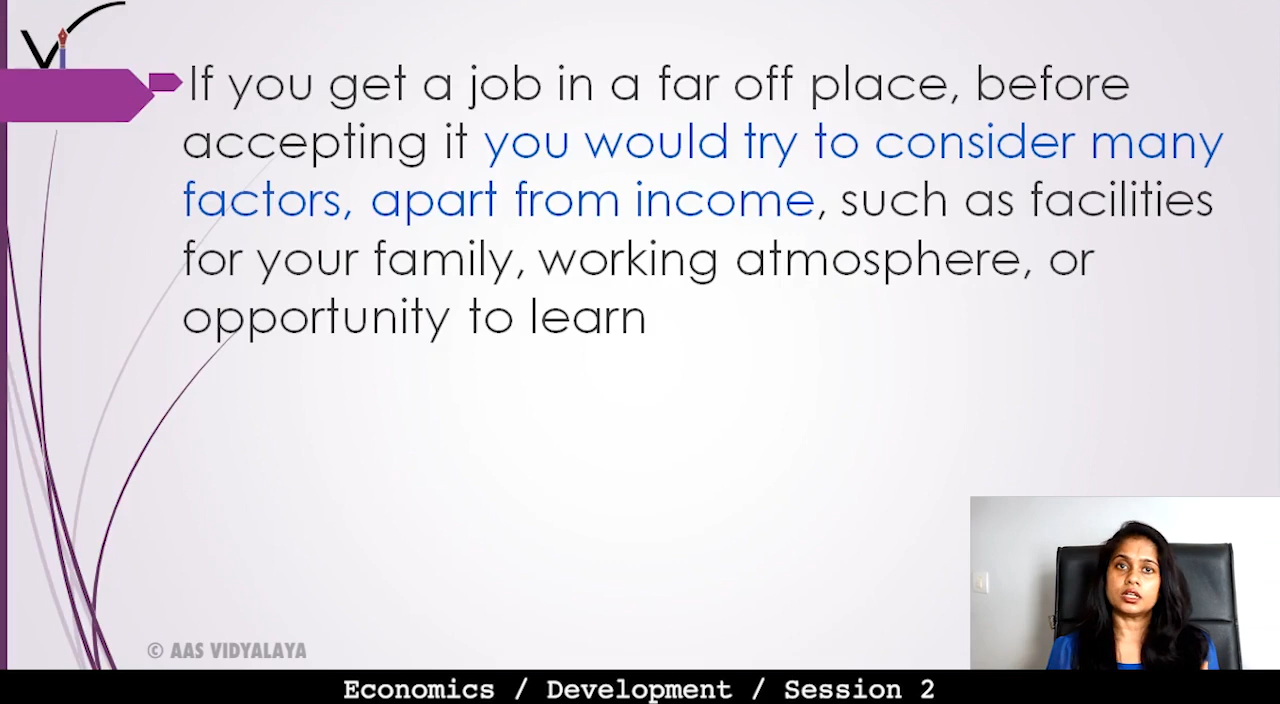 If you get a job in a far off place, before
accepting it you would try to consider many
factors, apart from income, such as facilities
for your family, working atmosphere, or
opportunity to learn
© AAS VIDYALAYA
Economics / Development / Session 2